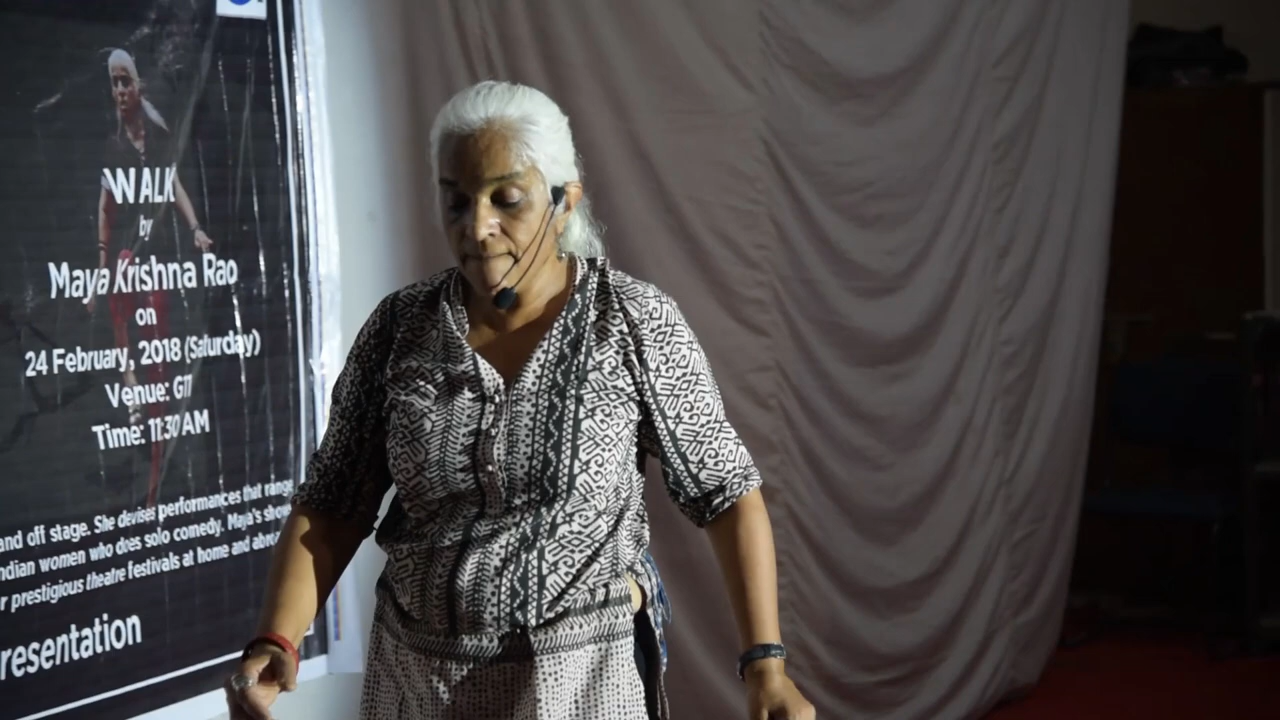 WALK
by
Maya Krishna Rao
on
24 February, 2018 (Saturday)
Venue: G11
Time: 11:30 AM
and off stage. She devises performances that range
ndian women who does solo comedy. Maya's show
r prestigious theatre festivals at home and abroa
resentation